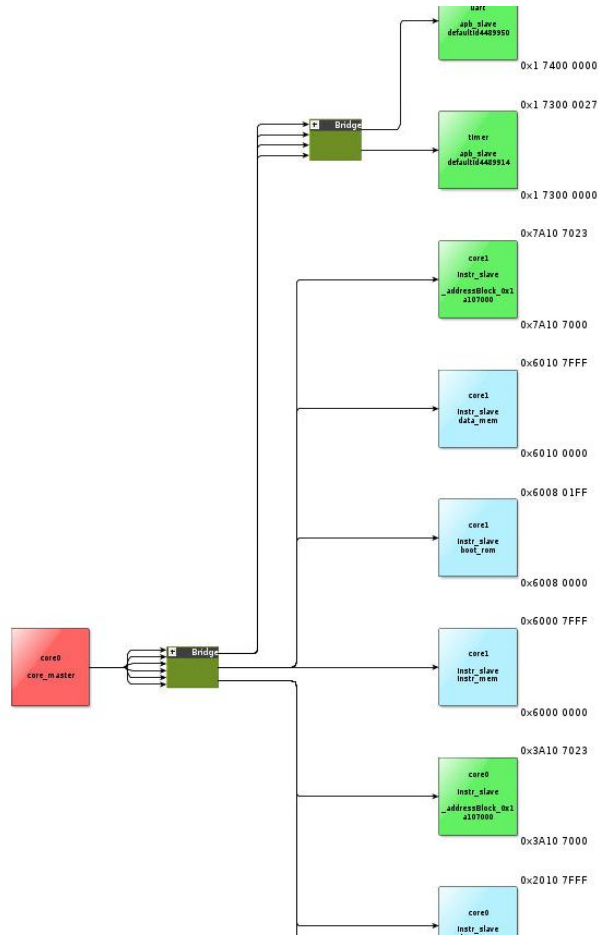 uart
apb_slave
defaultid4489950
0x1 7400 0000
0x1 7300 0027
+ Bridge
timer
apb_slave
defaultid4489914
0x1 7300 0000
0x7A10 7023
core1
instr_slave
_addressBlock_0x1
a107000
0x7A10 7000
0x6010 7FFF
core1
instr_slave
data_mem
0x6010 0000
0x6008 01FF
core1
instr_slave
boot_rom
0x6008 0000
0x6000 7FFF
core0
core_master
+ Bridge
core1
instr_slave
instr_mem
0x6000 0000
0x3A10 7023
core0
instr_slave
_addressBlock_0x1
a107000
0x3A10 7000
0x2010 7FFF
core0
instr_slave